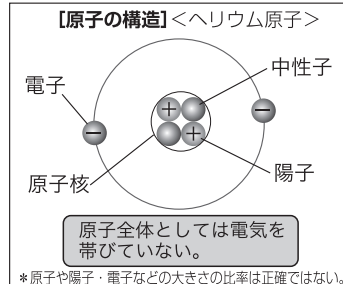 [原子の構造]＜ヘリウム原子＞
中性子
電子
＋
－
－
＋
陽子
原子核
原子全体としては電気を
帯びていない。
＊原子や陽子・電子などの大きさの比率は正確ではない。